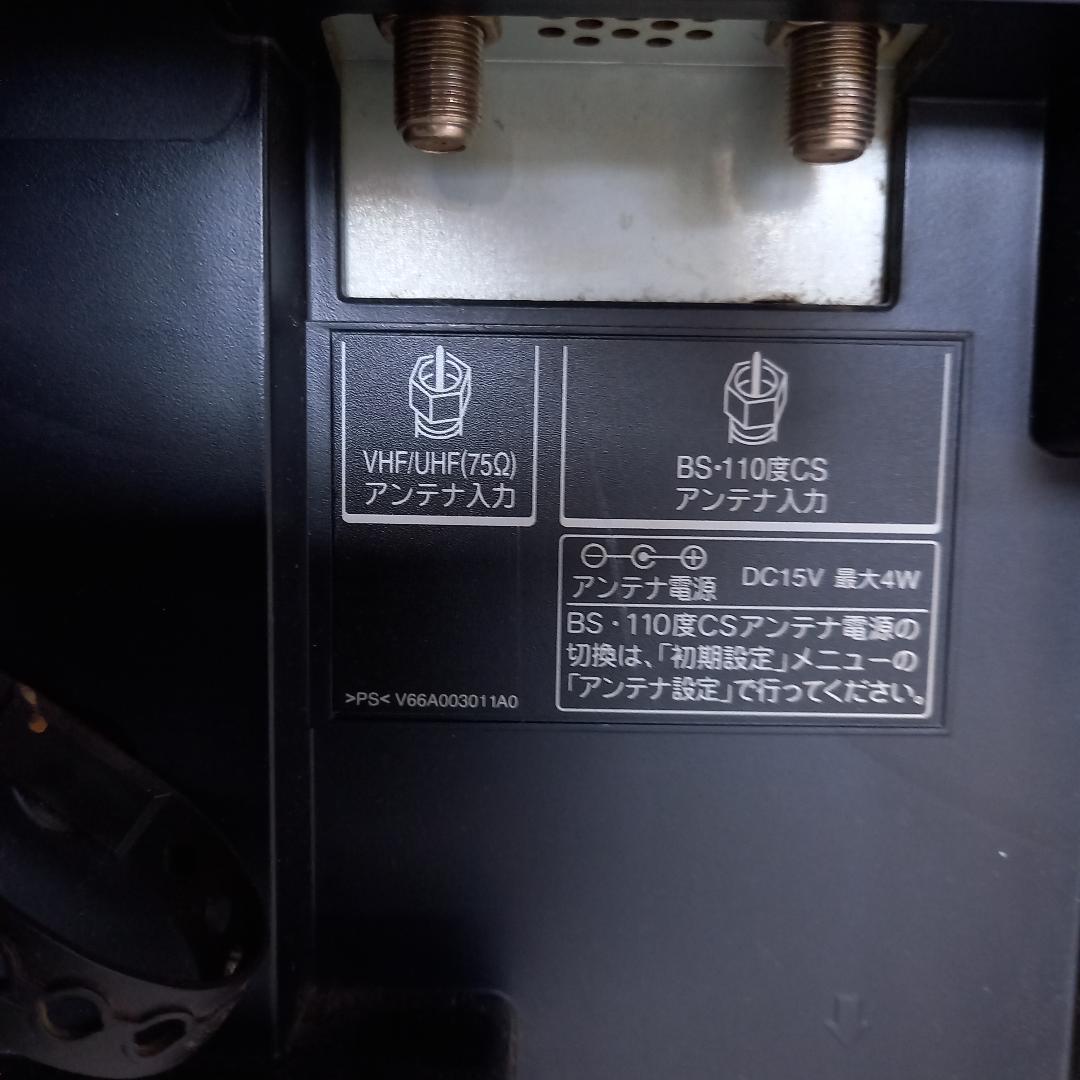 VHF/UHF(75Ω)
アンテナ入力
BS・110度CS
アンテナ入力
アンテナ電源 DC15V 最大4W
BS・110度CSアンテナ電源の
切換は、「初期設定」メニューの
「アンテナ設定」で行ってください。
>PS< V66A003011A0